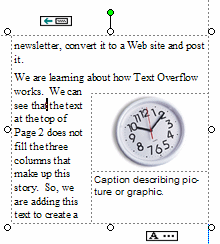 newsletter, convert it to a Web site and post
it.
We are learning about how Text Overflow
works.  We can
see that the text
at the top of
Page 2 does not
fill the three
columns that
make up this
story.  So, we
are adding this
text to create a
Caption describing pic-
ture or graphic.
A ...